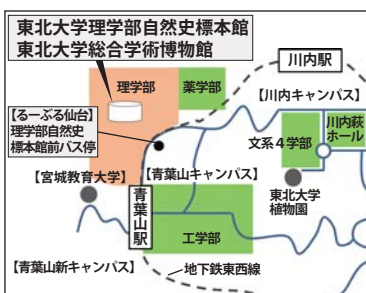 東北大学理学部自然史標本館
東北大学総合学術博物館
川内駅
理学部
薬学部
【川内キャンパス】
【るーぷる仙台】
理学部自然史
標本館前バス停
文系4学部
川内萩
ホール
【宮城教育大学】
【青葉山キャンパス】
東北大学
植物園
青葉山駅
工学部
【青葉山新キャンパス】
地下鉄東西線